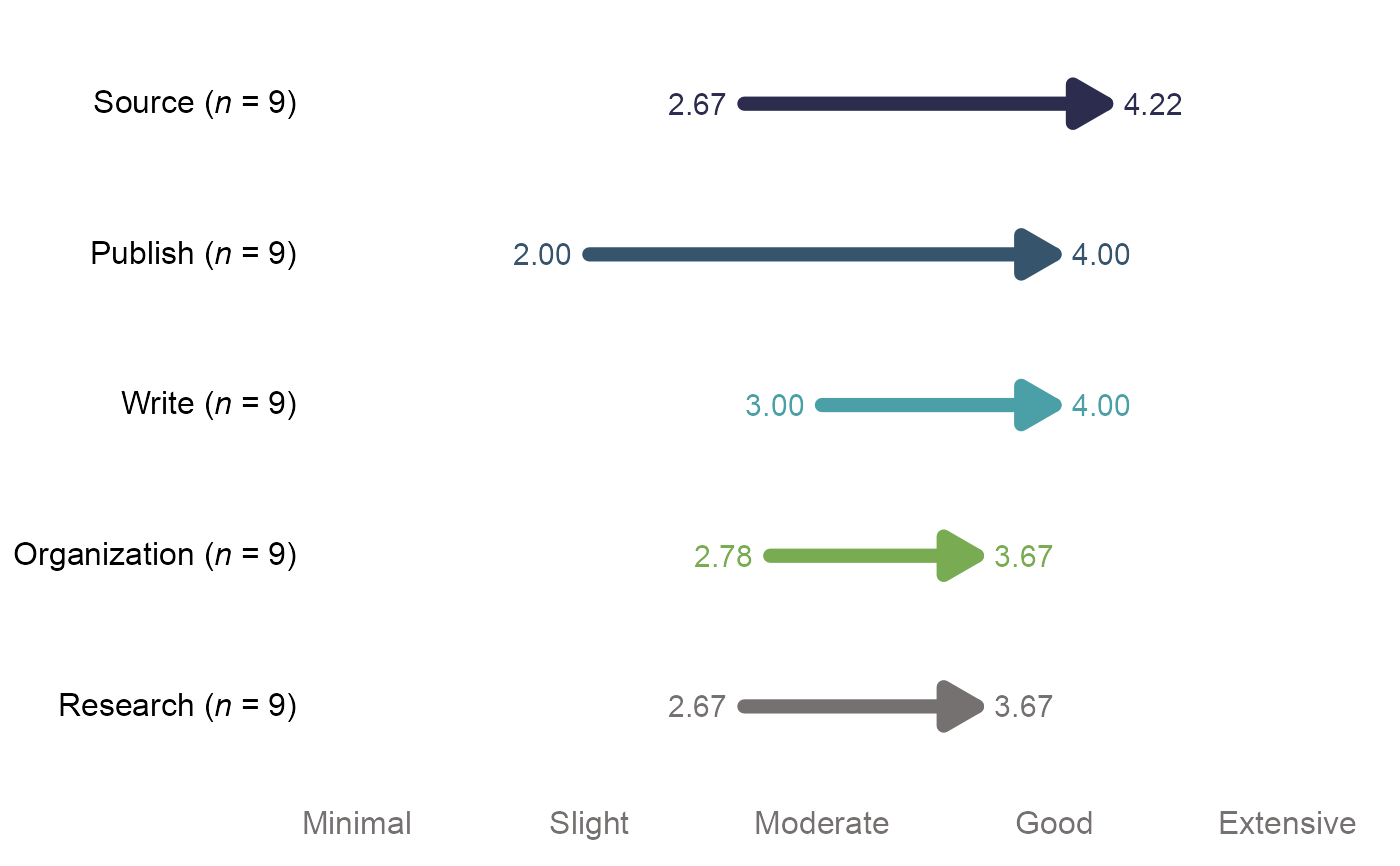 Source (n = 9) 2.67 4.22
Publish (n = 9) 2.00 4.00
Write (n = 9) 3.00 4.00
Organization (n = 9) 2.78 3.67
Research (n = 9) 2.67 3.67
Minimal Slight Moderate Good Extensive